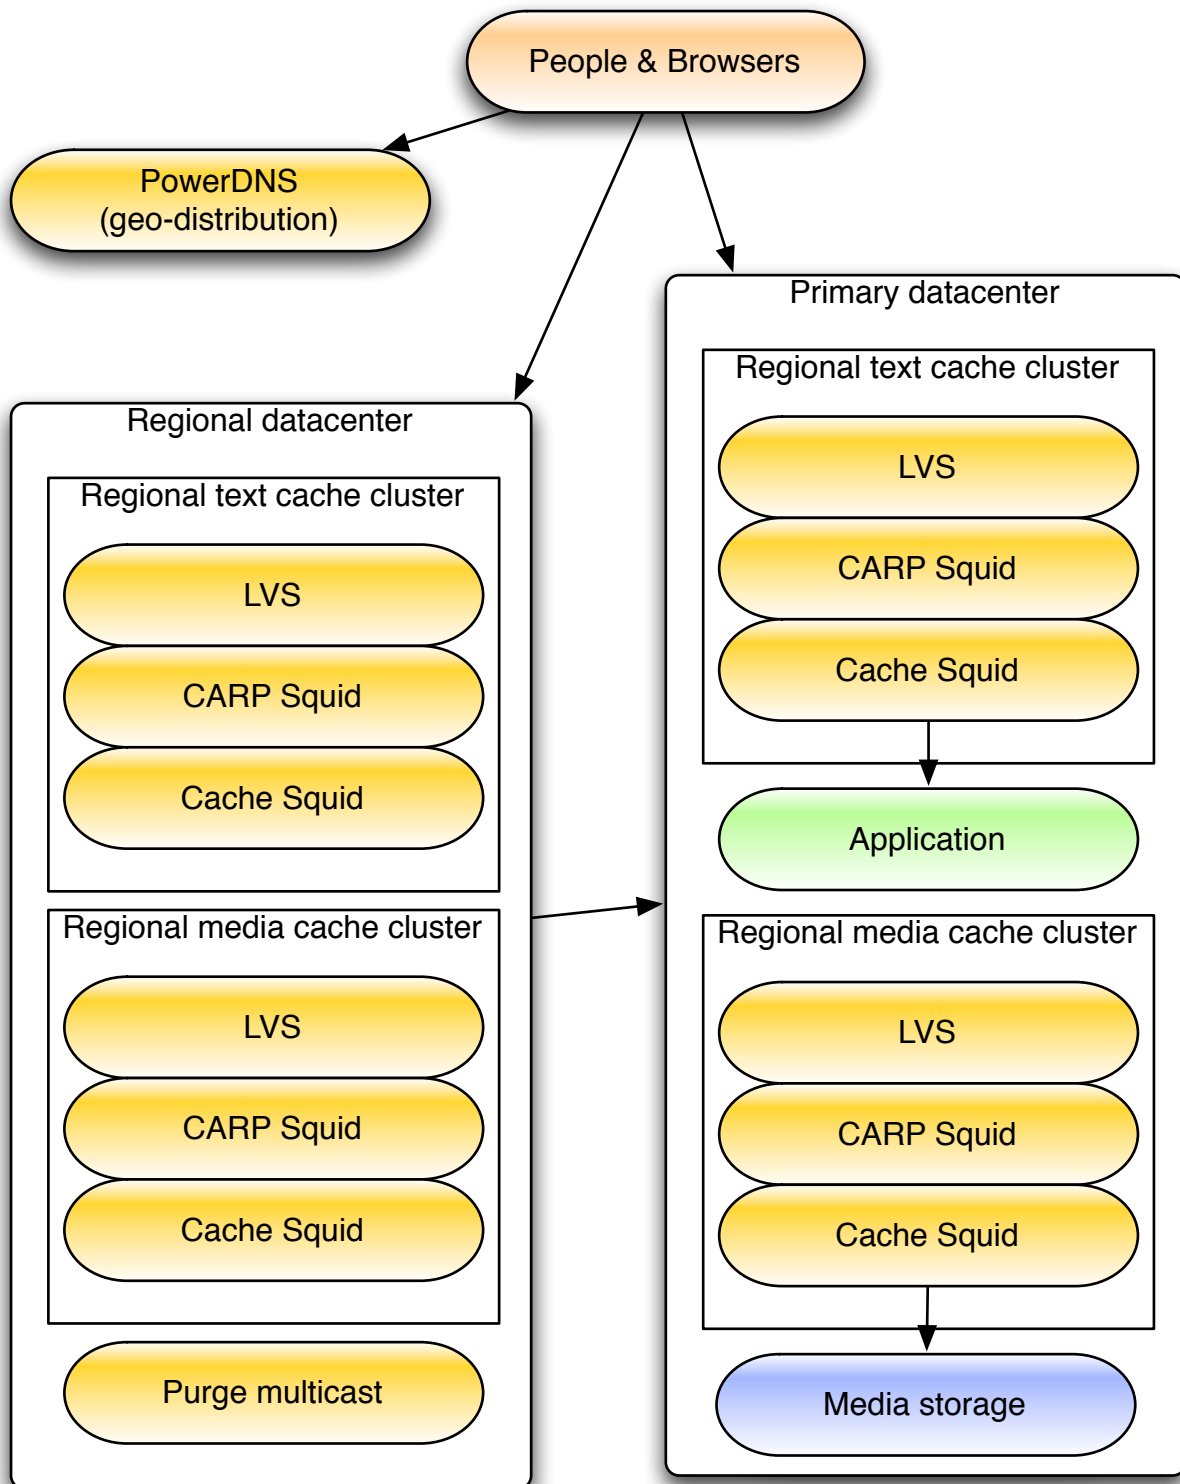 People & Browsers
PowerDNS
(geo-distribution)
Primary datacenter
Regional text cache cluster
LVS
CARP Squid
Cache Squid
Application
Regional media cache cluster
LVS
CARP Squid
Cache Squid
Media storage
Regional datacenter
Regional text cache cluster
LVS
CARP Squid
Cache Squid
Regional media cache cluster
LVS
CARP Squid
Cache Squid
Purge multicast